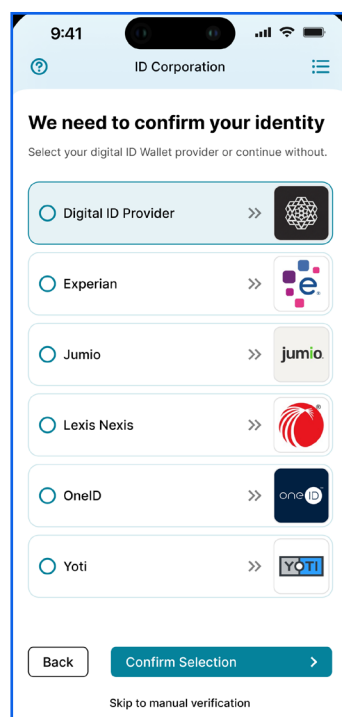 9:41
ID Corporation
We need to confirm your identity
Select your digital ID Wallet provider or continue without.
Digital ID Provider
Experian
e.
Jumio
jumio.
Lexis Nexis
®
OneID
oneID
Yoti
YOTI
Back
Confirm Selection
Skip to manual verification